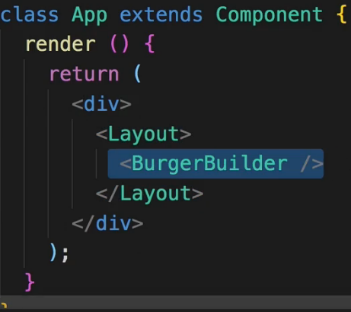 class App extends Component {
render () {
return (
<div>
<Layout>
<BurgerBuilder />
</Layout>
</div>
);
}
}